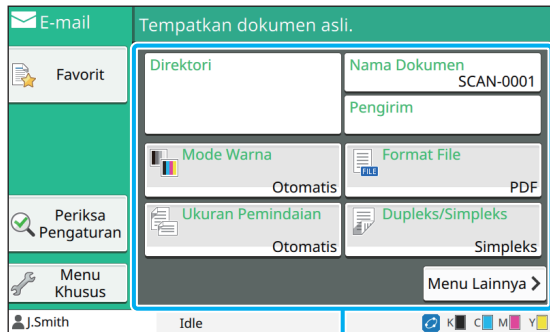 E-mail
Tempatkan dokumen asli.
Favorit
Direktori
Nama Dokumen
SCAN-0001
Pengirim
Mode Warna
Otomatis
Format File
FILE
PDF
Ukuran Pemindaian
Otomatis
Dupleks/Simpleks
Simpleks
Periksa
Pengaturan
Menu
Khusus
Menu Lainnya
J.Smith
Idle
K C M Y